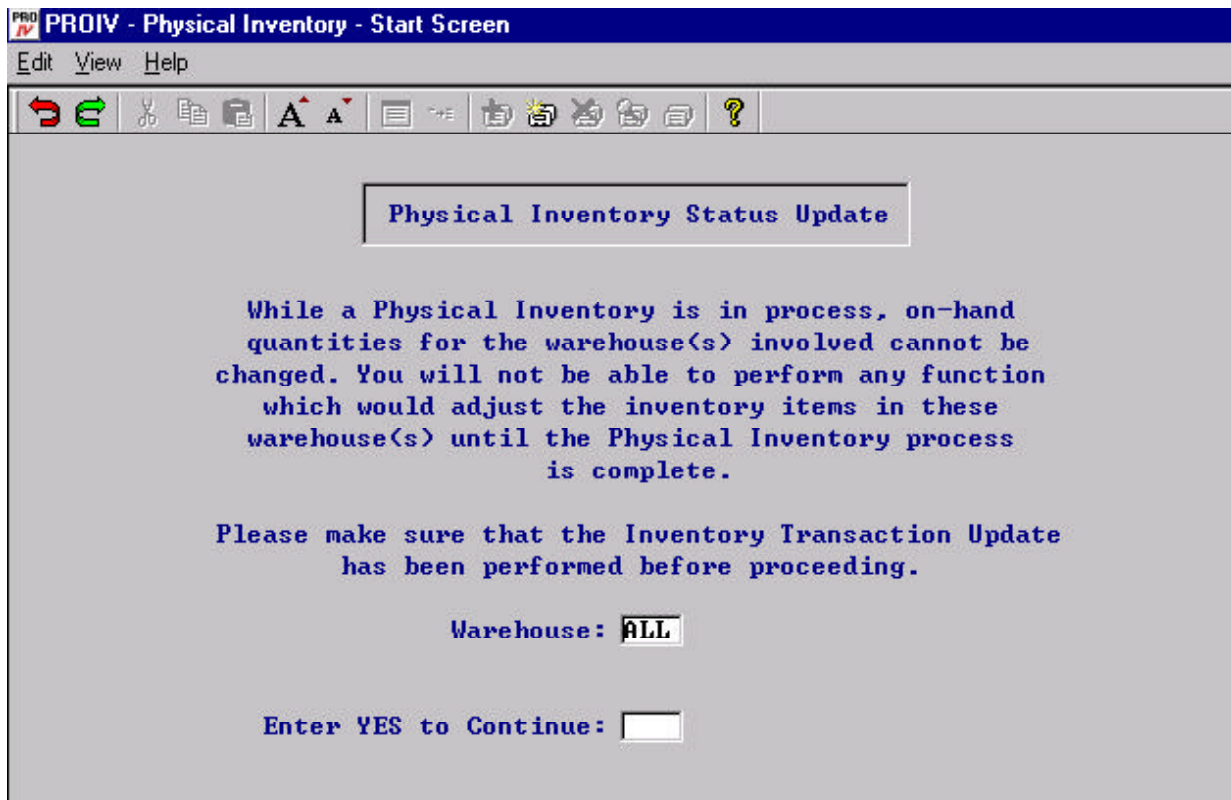 PRO IV PROIV - Physical Inventory - Start Screen
Edit View Help
A A ?
Physical Inventory Status Update
While a Physical Inventory is in process, on-hand
quantities for the warehouse(s) involved cannot be
changed. You will not be able to perform any function
which would adjust the inventory items in these
warehouse(s) until the Physical Inventory process
is complete.
Please make sure that the Inventory Transaction Update
has been performed before proceeding.
Warehouse: ALL
Enter YES to Continue: